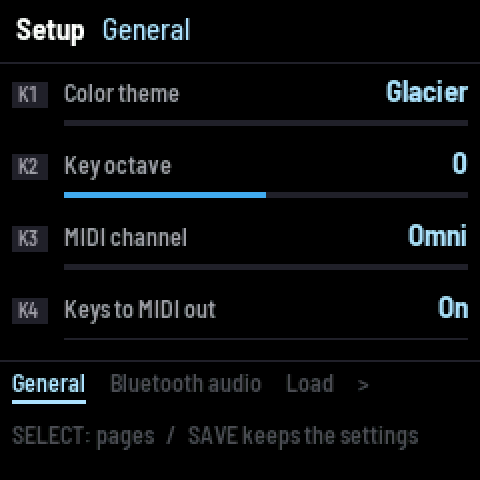 Setup General
K1 Color theme Glacier
K2 Key octave 0
K3 MIDI channel Omni
K4 Keys to MIDI out On
General Bluetooth audio Load >
SELECT: pages / SAVE keeps the settings